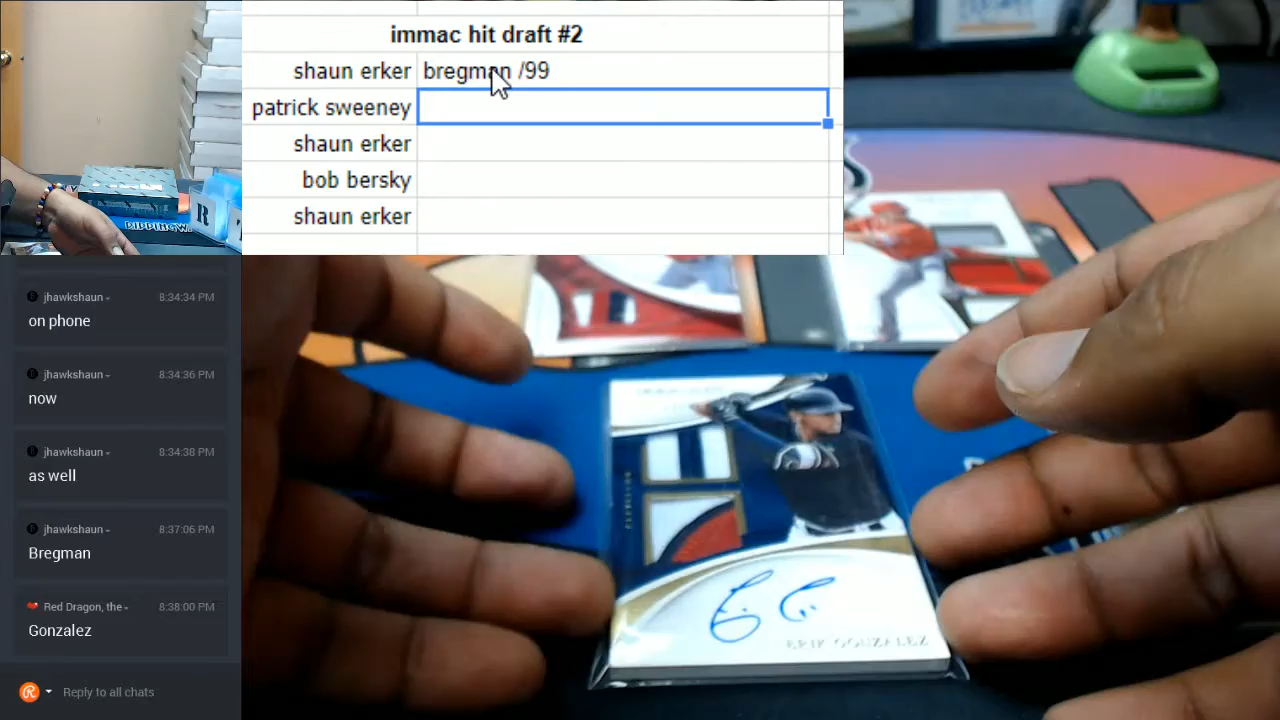 immac hit draft #2
shaun erker bregman /99
patrick sweeney
shaun erker
bob bersky
shaun erker
jhawkshaun 8:34:34 PM
on phone
jhawkshaun 8:34:36 PM
now
jhawkshaun 8:34:38 PM
as well
jhawkshaun 8:37:06 PM
Bregman
Red Dragon, the 8:38:00 PM
Gonzalez
Reply to all chats
R
ERIK GONZALEZ